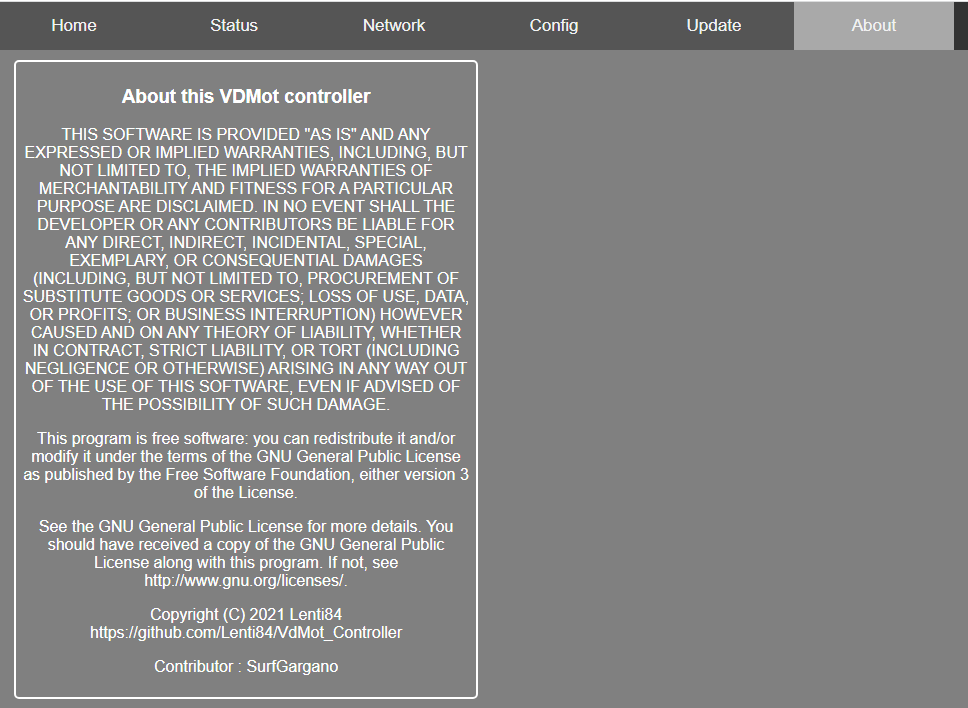 Home Status Network Config Update About
About this VDMot controller
THIS SOFTWARE IS PROVIDED "AS IS" AND ANY
EXPRESSED OR IMPLIED WARRANTIES, INCLUDING, BUT
NOT LIMITED TO, THE IMPLIED WARRANTIES OF
MERCHANTABILITY AND FITNESS FOR A PARTICULAR
PURPOSE ARE DISCLAIMED. IN NO EVENT SHALL THE
DEVELOPER OR ANY CONTRIBUTORS BE LIABLE FOR
ANY DIRECT, INDIRECT, INCIDENTAL, SPECIAL,
EXEMPLARY, OR CONSEQUENTIAL DAMAGES
(INCLUDING, BUT NOT LIMITED TO, PROCUREMENT OF
SUBSTITUTE GOODS OR SERVICES; LOSS OF USE, DATA,
OR PROFITS; OR BUSINESS INTERRUPTION) HOWEVER
CAUSED AND ON ANY THEORY OF LIABILITY, WHETHER
IN CONTRACT, STRICT LIABILITY, OR TORT (INCLUDING
NEGLIGENCE OR OTHERWISE) ARISING IN ANY WAY OUT
OF THE USE OF THIS SOFTWARE, EVEN IF ADVISED OF
THE POSSIBILITY OF SUCH DAMAGE.
This program is free software: you can redistribute it and/or
modify it under the terms of the GNU General Public License
as published by the Free Software Foundation, either version 3
of the License.
See the GNU General Public License for more details. You
should have received a copy of the GNU General Public
License along with this program. If not, see
http://www.gnu.org/licenses/.
Copyright (C) 2021 Lenti84
https://github.com/Lenti84/VdMot_Controller
Contributor : SurfGargano